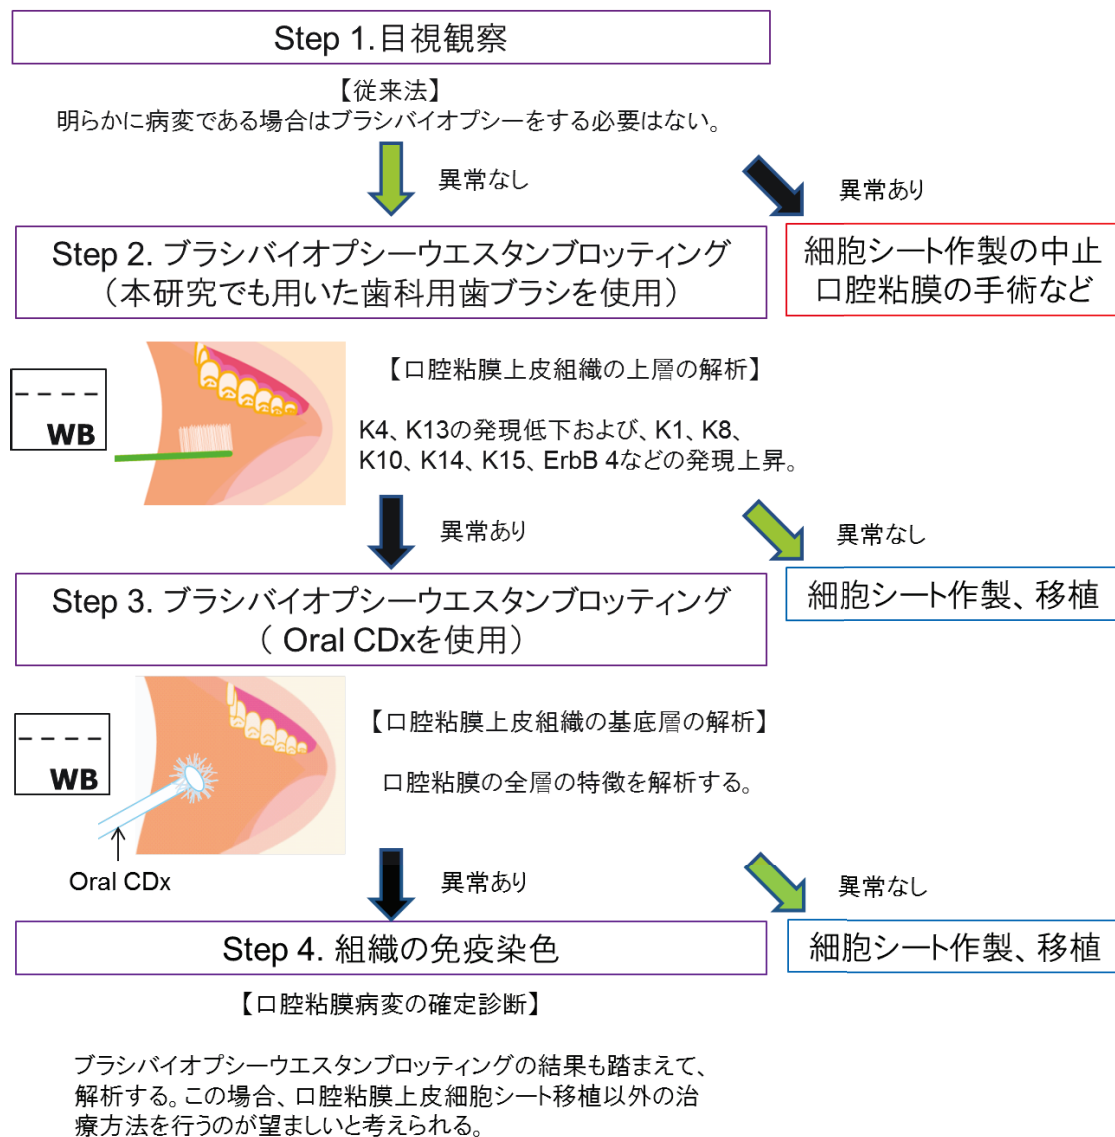 Step 1.目視観察
【従来法】
明らかに病変である場合はブラシバイオプシーをする必要はない。
異常なし
異常あり
Step 2. ブラシバイオプシーウエスタンブロッティング
（本研究でも用いた歯科用歯ブラシを使用）
細胞シート作製の中止
口腔粘膜の手術など
WB
【口腔粘膜上皮組織の上層の解析】
K4、K13の発現低下および、K1、K8、
K10、K14、K15、ErbB 4などの発現上昇。
異常あり
異常なし
Step 3. ブラシバイオプシーウエスタンブロッティング
（ Oral CDxを使用）
細胞シート作製、移植
WB
Oral CDx
【口腔粘膜上皮組織の基底層の解析】
口腔粘膜の全層の特徴を解析する。
異常あり
異常なし
Step 4. 組織の免疫染色
細胞シート作製、移植
【口腔粘膜病変の確定診断】
ブラシバイオプシーウエスタンブロッティングの結果も踏まえて、
解析する。この場合、口腔粘膜上皮細胞シート移植以外の治
療方法を行うのが望ましいと考えられる。